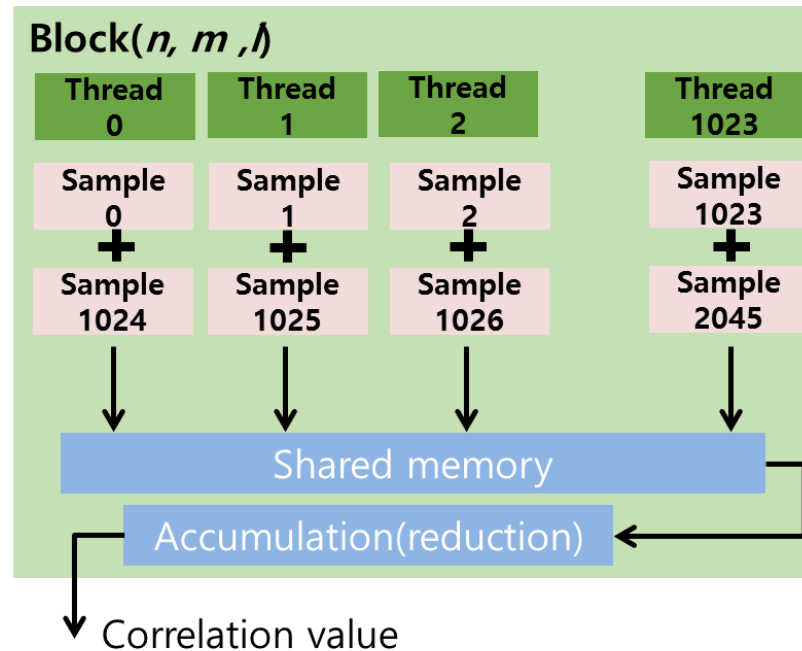 Block(n, m ,l)
Thread 0
Thread 1
Thread 2
Thread 1023
Sample 0
Sample 1
Sample 2
Sample 1023
+ + + +
Sample 1024
Sample 1025
Sample 1026
Sample 2045
Shared memory
Accumulation(reduction)
Correlation value